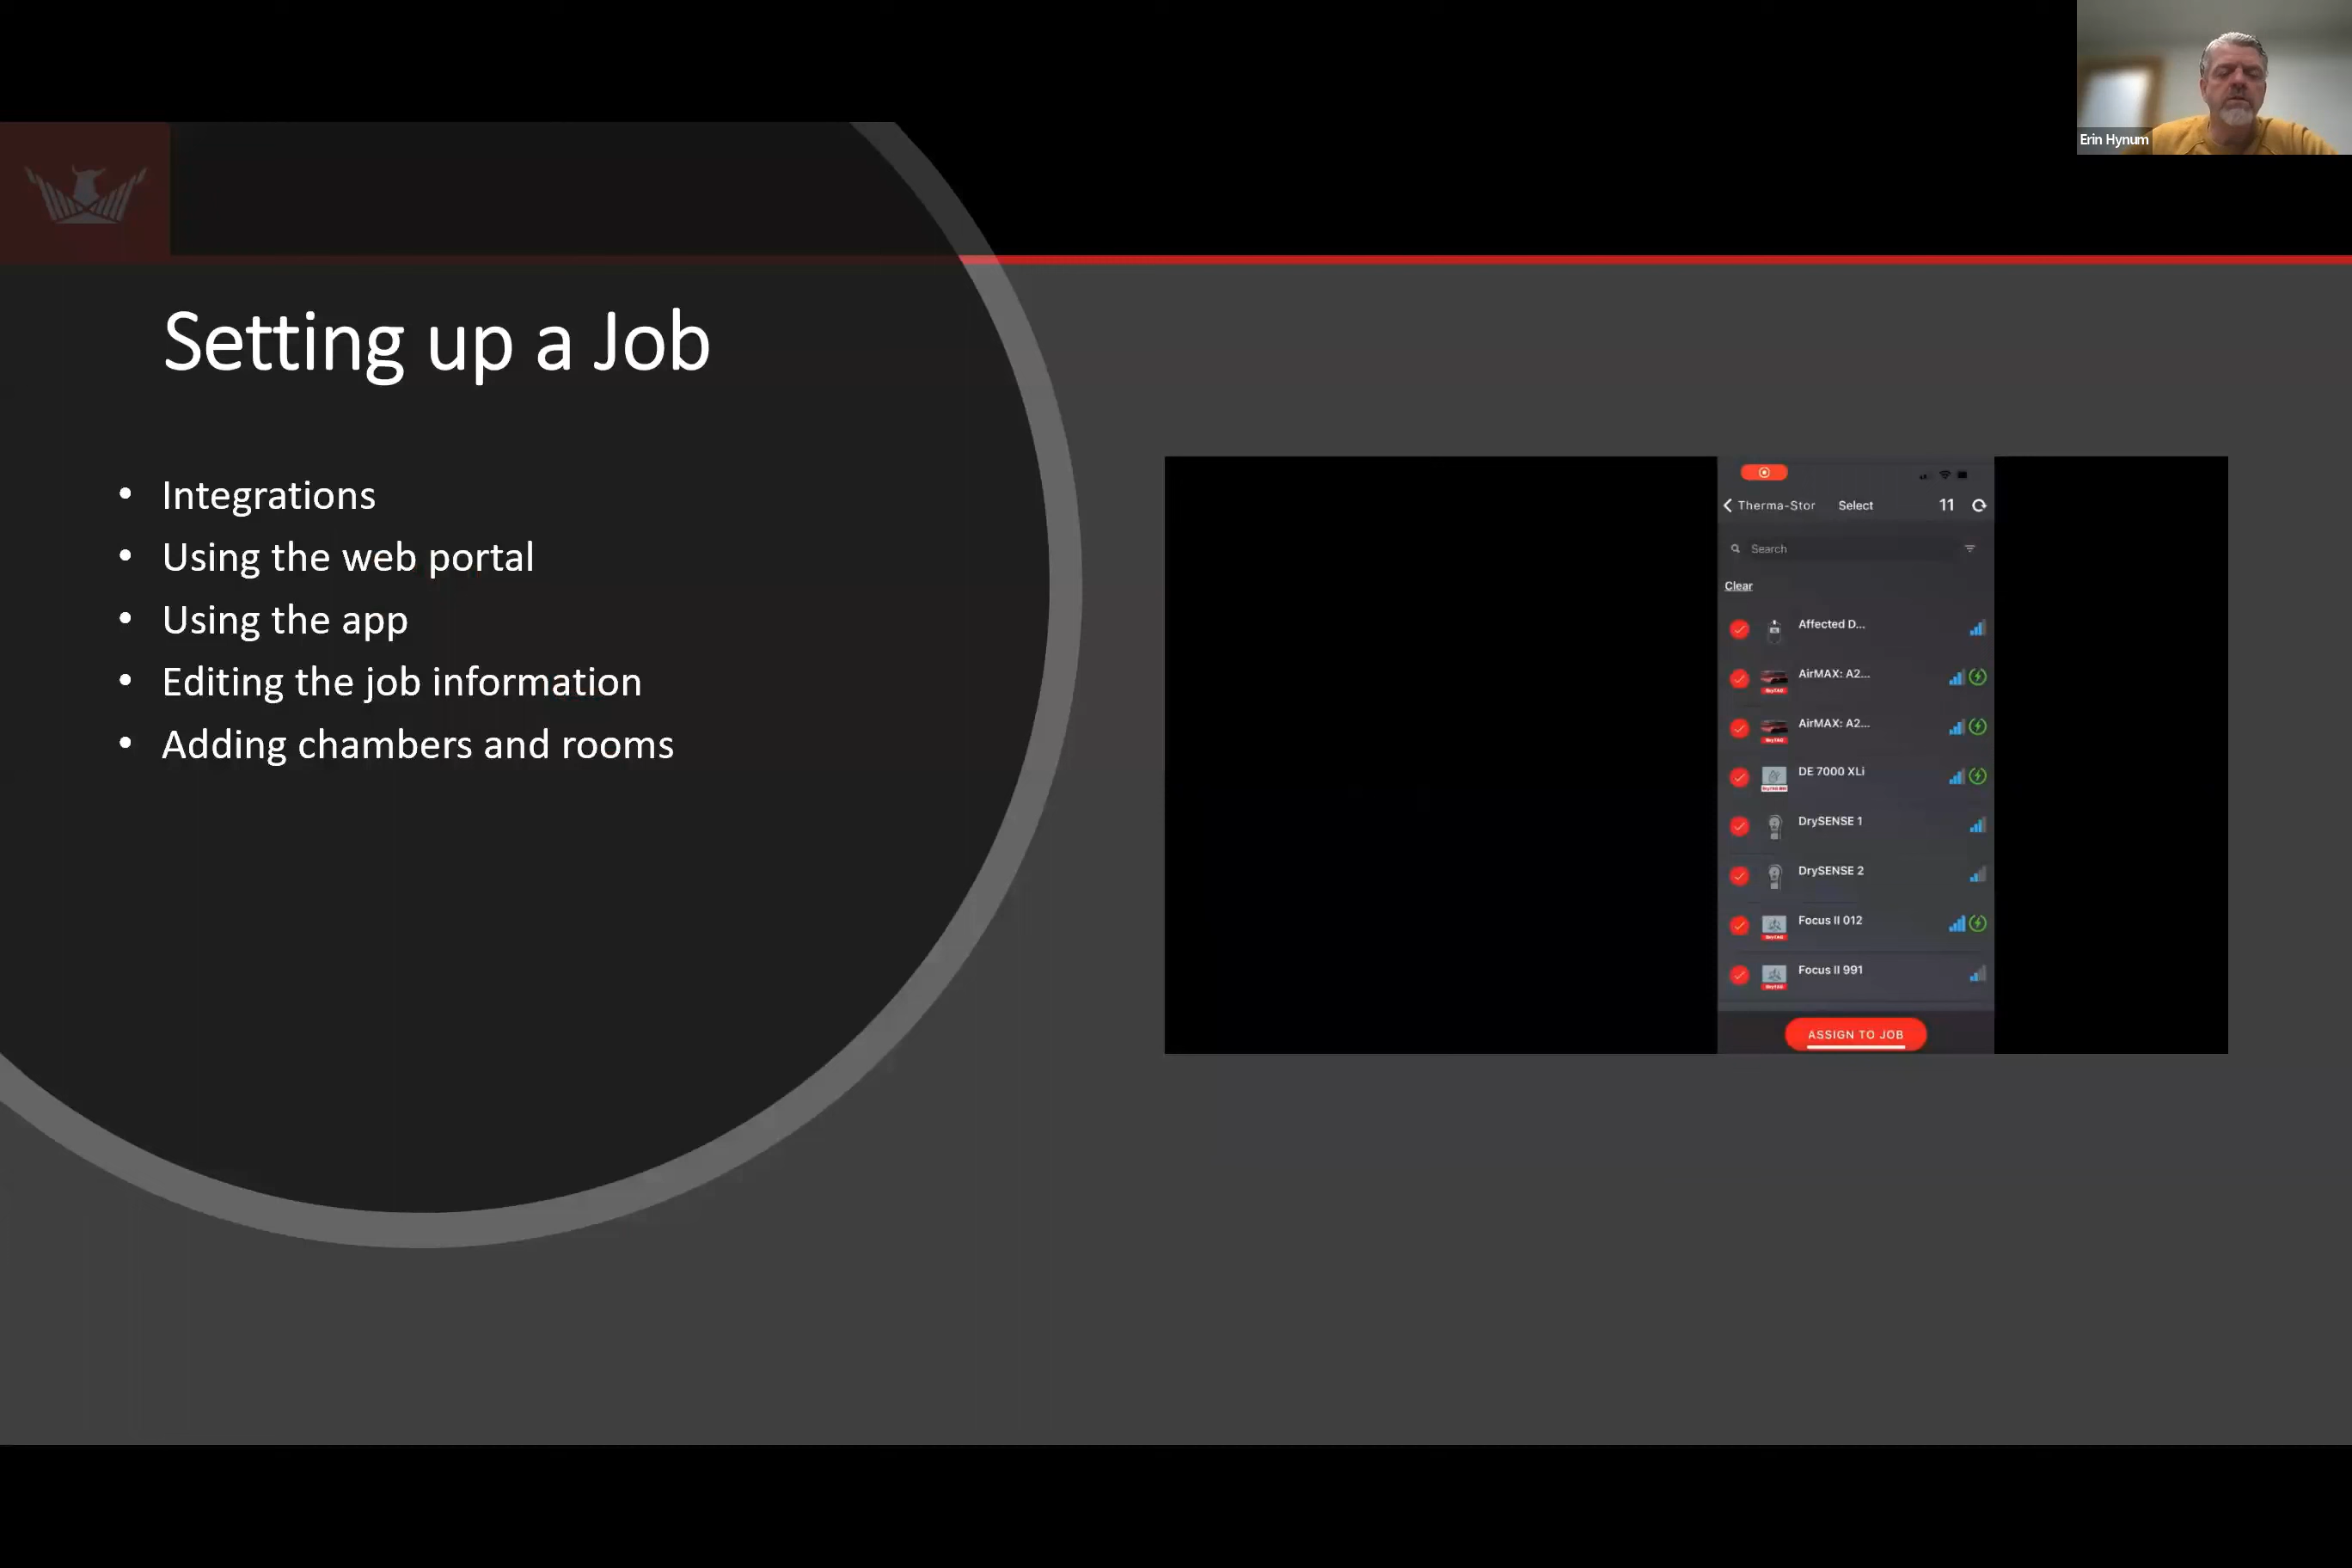 Erin Hynum
Setting up a Job
• Integrations
• Using the web portal
• Using the app
• Editing the job information
• Adding chambers and rooms
Therma-Stor Select 11
Search
Clear
Affected D...
AirMAX: A2...
AirMAX: A2...
DE 7000 XLi
DrySENSE 1
DrySENSE 2
Focus II 012
Focus II 991
ASSIGN TO JOB